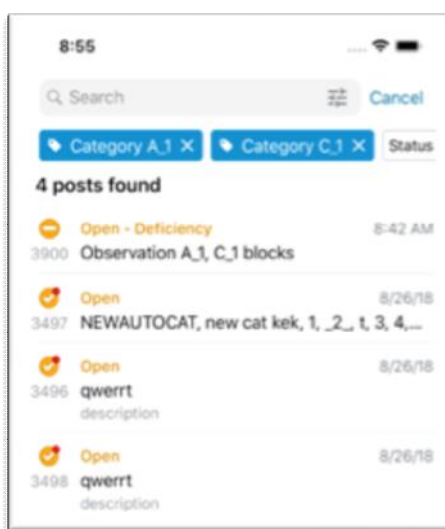 8:55
Search Cancel
Category A_1 × Category C_1 × Status
4 posts found
Open - Deficiency 8:42 AM
3900 Observation A_1, C_1 blocks
Open 8/26/18
3497 NEWAUTOCAT, new cat kek, 1, _2_, t, 3, 4,...
Open 8/26/18
3496 qwerrt
description
Open 8/26/18
3498 qwerrt
description